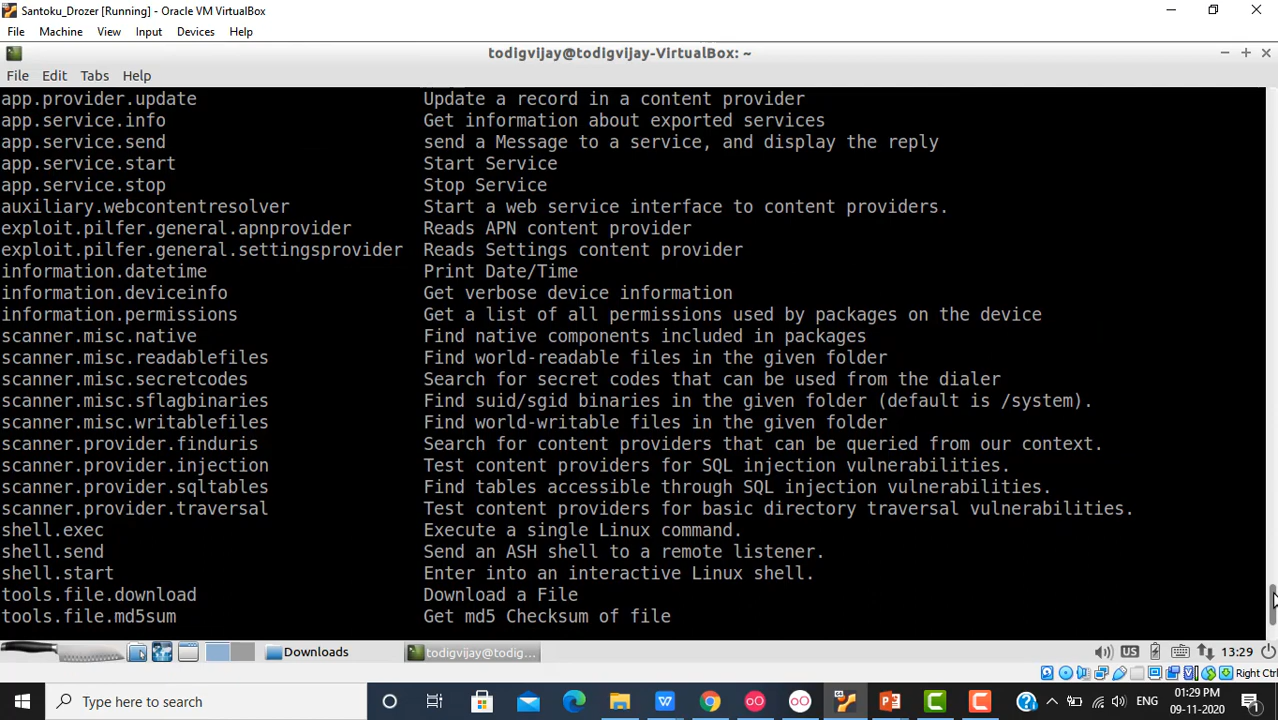 Santoku_Drozer [Running] - Oracle VM VirtualBox
File Machine View Input Devices Help
todigvijay@todigvijay-VirtualBox: ~
File Edit Tabs Help
app.provider.update Update a record in a content provider
app.service.info Get information about exported services
app.service.send send a Message to a service, and display the reply
app.service.start Start Service
app.service.stop Stop Service
auxiliary.webcontentresolver Start a web service interface to content providers.
exploit.pilfer.general.apnprovider Reads APN content provider
exploit.pilfer.general.settingsprovider Reads Settings content provider
information.datetime Print Date/Time
information.deviceinfo Get verbose device information
information.permissions Get a list of all permissions used by packages on the device
scanner.misc.native Find native components included in packages
scanner.misc.readablefiles Find world-readable files in the given folder
scanner.misc.secretcodes Search for secret codes that can be used from the dialer
scanner.misc.sflagbinaries Find suid/sgid binaries in the given folder (default is /system).
scanner.misc.writablefiles Find world-writable files in the given folder
scanner.provider.finduris Search for content providers that can be queried from our context.
scanner.provider.injection Test content providers for SQL injection vulnerabilities.
scanner.provider.sqltables Find tables accessible through SQL injection vulnerabilities.
scanner.provider.traversal Test content providers for basic directory traversal vulnerabilities.
shell.exec Execute a single Linux command.
shell.send Send an ASH shell to a remote listener.
shell.start Enter into an interactive Linux shell.
tools.file.download Download a File
tools.file.md5sum Get md5 Checksum of file
Downloads todigvijay@todig... US 13:29
Right Ctrl
Type here to search ENG 01:29 PM
09-11-2020